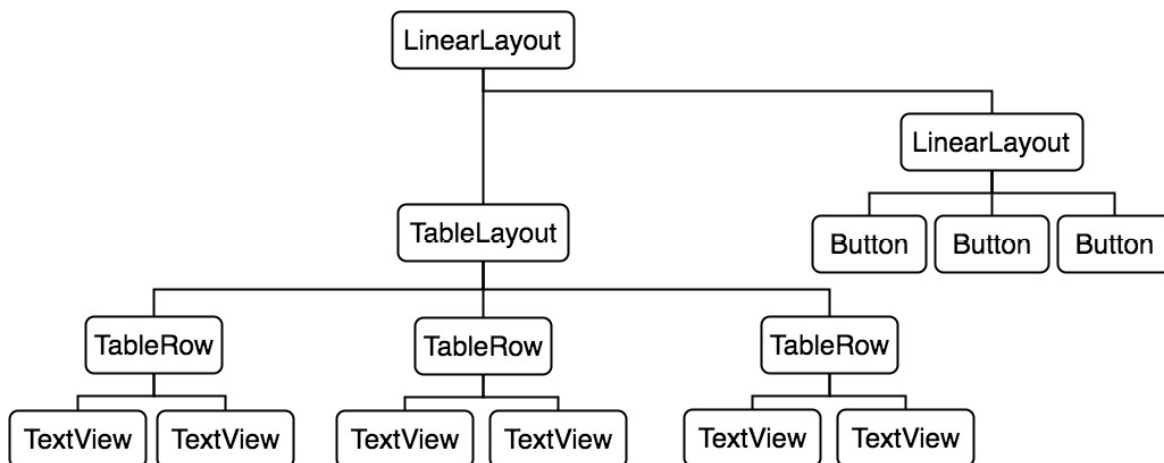 LinearLayout
LinearLayout
TableLayout
Button Button Button
TableRow TableRow TableRow
TextView TextView TextView TextView TextView TextView